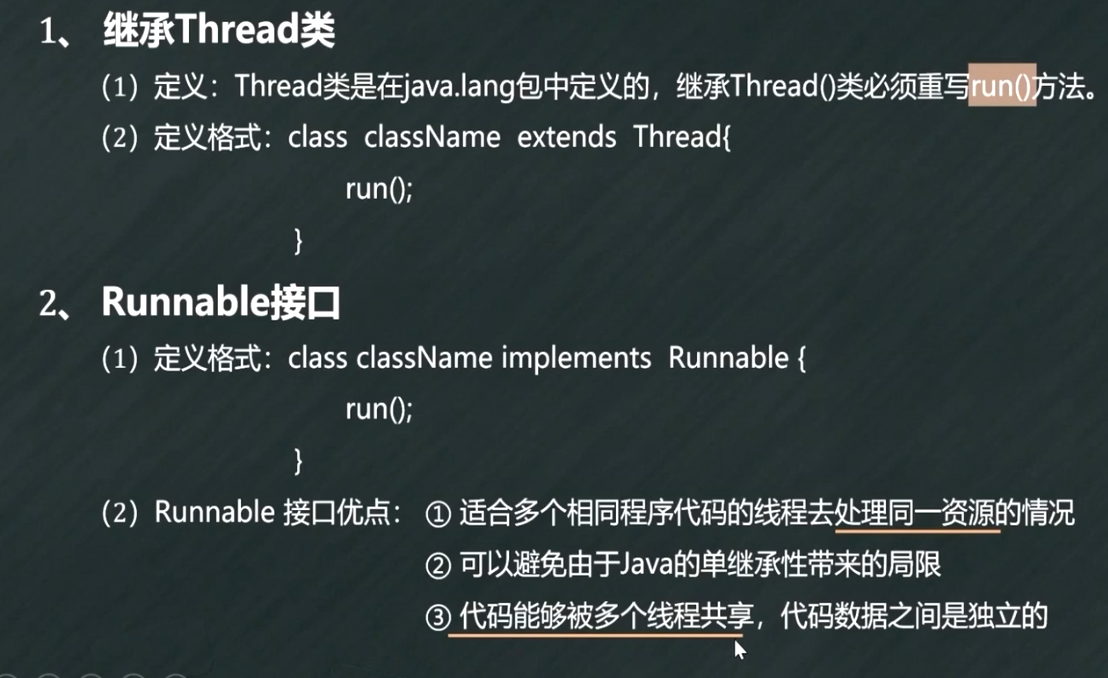 1、 继承Thread类
(1) 定义：Thread类是在java.lang包中定义的，继承Thread()类必须重写run()方法。
(2) 定义格式：class className extends Thread{
run();
}
2、 Runnable接口
(1) 定义格式：class className implements Runnable {
run();
}
(2) Runnable 接口优点： ① 适合多个相同程序代码的线程去处理同一资源的情况
② 可以避免由于Java的单继承性带来的局限
③ 代码能够被多个线程共享，代码数据之间是独立的